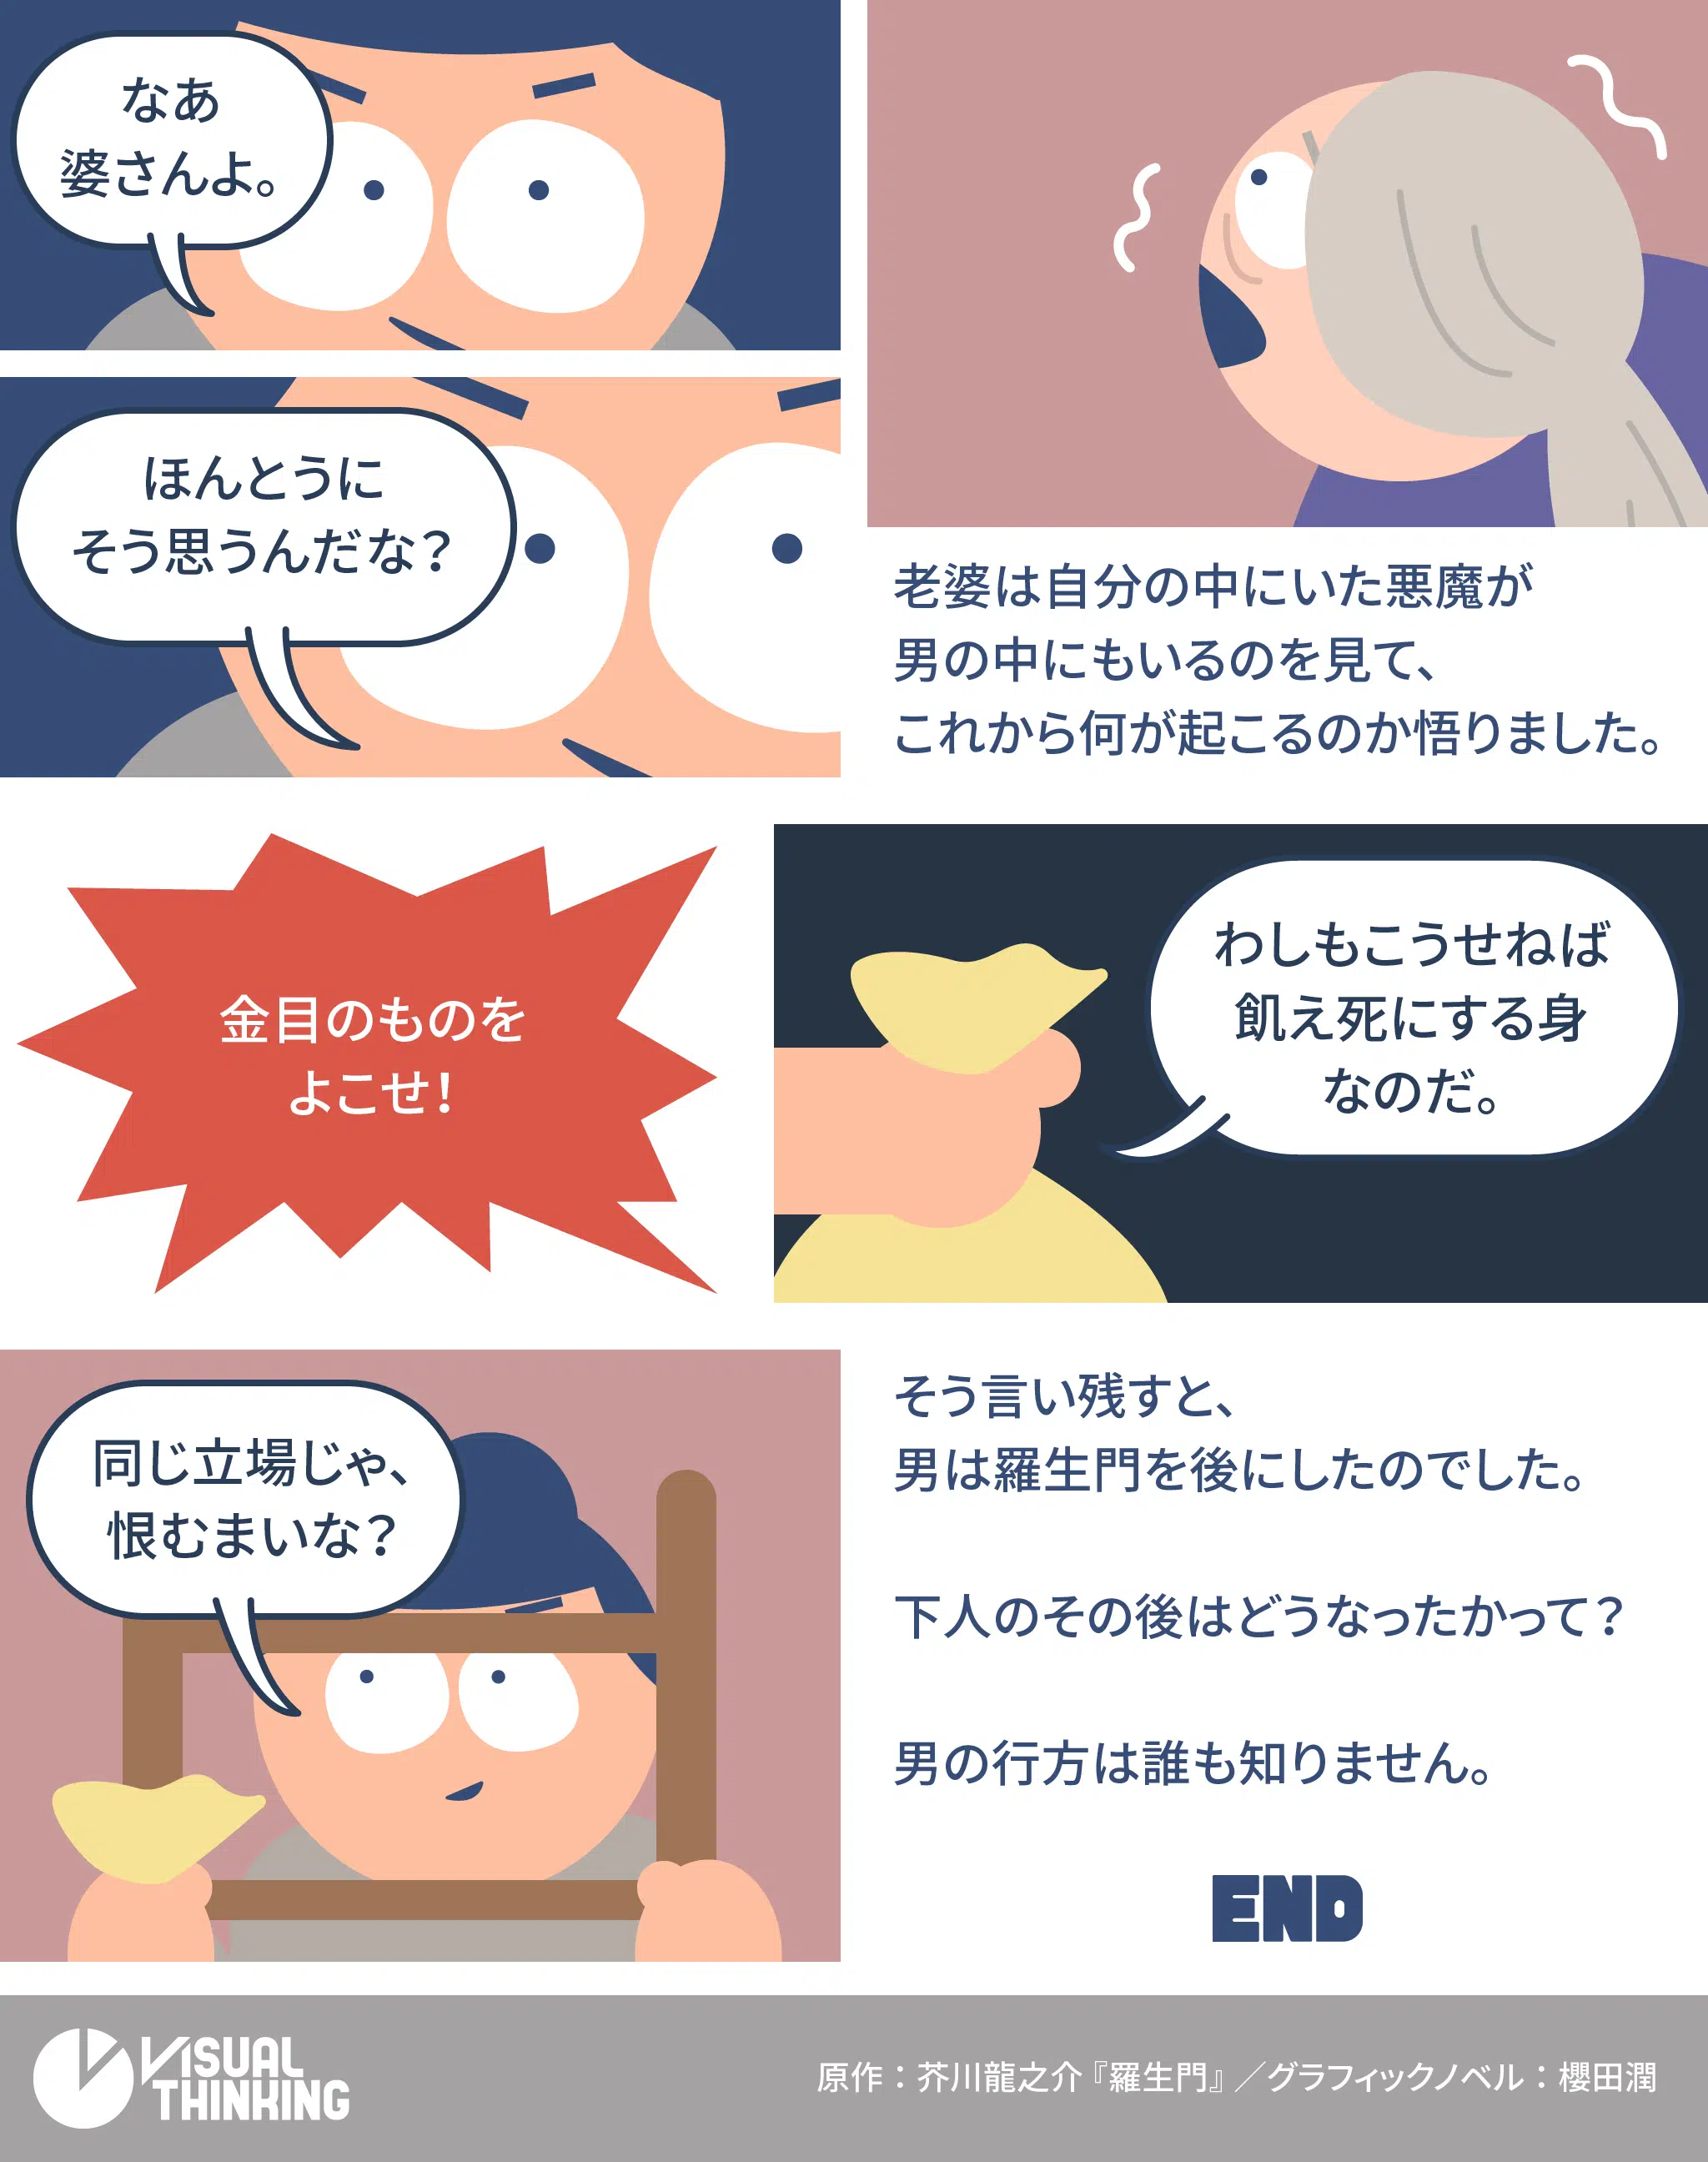 なあ
婆さんよ。
ほんとうに
そう思うんだな？
老婆は自分の中にいた悪魔が
男の中にもいるのを見て、
これから何が起こるのか悟りました。
金目のものを
よこせ！
わしもこうせねば
飢え死にする身
なのだ。
同じ立場じゃ、
恨むまいな？
そう言い残すと、
男は羅生門を後にしたのでした。
下人のその後はどうなったかって？
男の行方は誰も知りません。
END
VISUAL
THINKING
原作：芥川龍之介『羅生門』／グラフィックノベル：櫻田潤